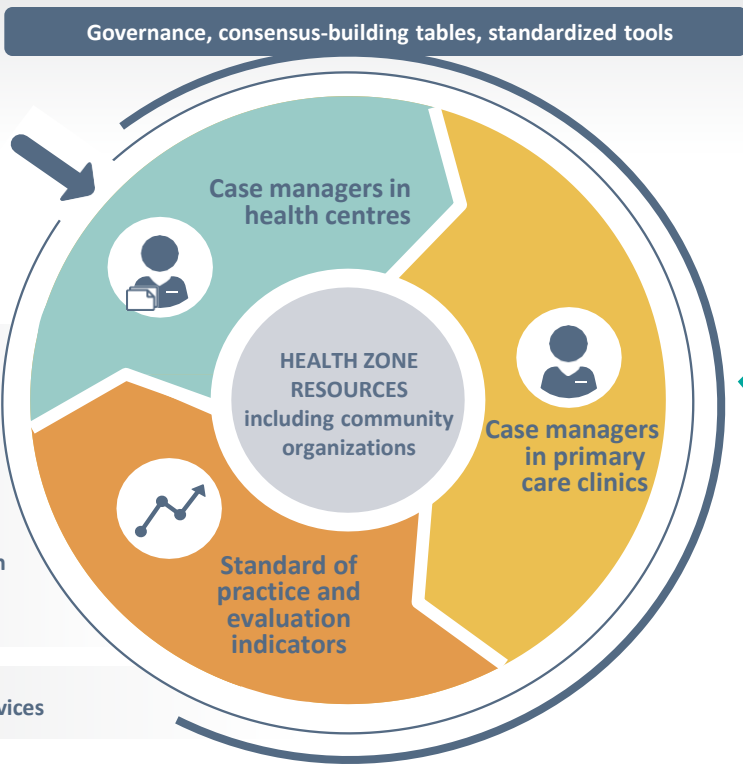 Governance, consensus-building tables, standardized tools
Case managers in
health centres
HEALTH ZONE
RESOURCES
including community
organizations
Case managers
in primary
care clinics
Standard of
practice and
evaluation
indicators